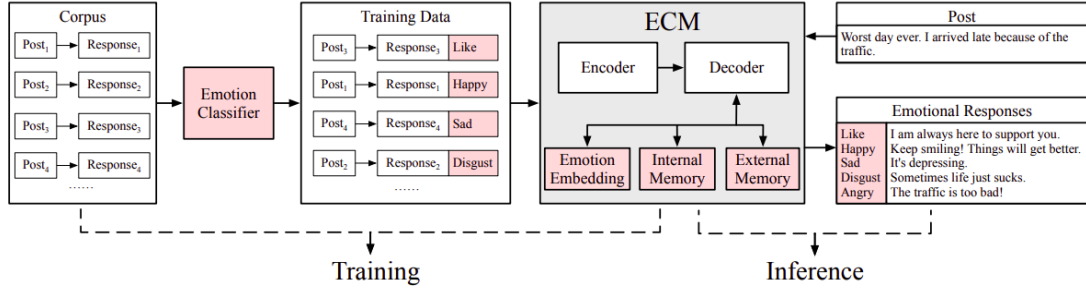 Corpus
Post1 Response1
Post2 Response2
Post3 Response3
Post4 Response4
......
Emotion
Classifier
Training Data
Post3 Response3 Like
Post1 Response1 Happy
Post4 Response4 Sad
Post2 Response2 Disgust
......
ECM
Encoder
Decoder
Emotion
Embedding
Internal
Memory
External
Memory
Post
Worst day ever. I arrived late because of the
traffic.
Emotional Responses
Like I am always here to support you.
Happy Keep smiling! Things will get better.
Sad It's depressing.
Disgust Sometimes life just sucks.
Angry The traffic is too bad!
Training
Inference